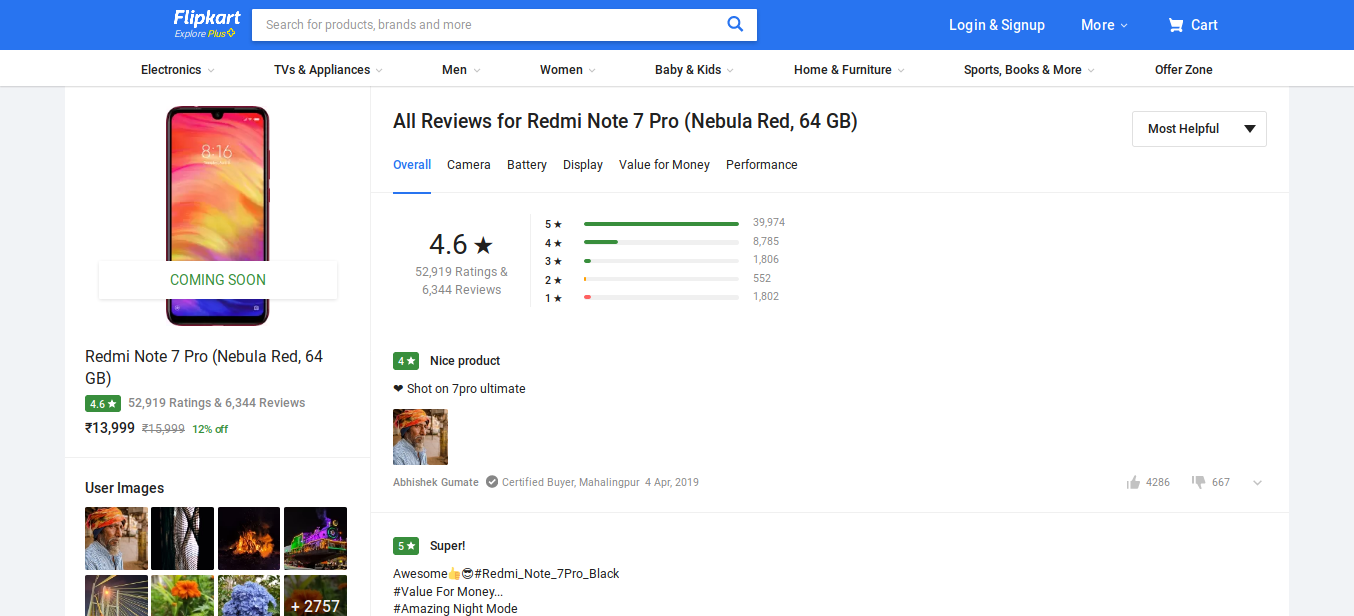 Flipkart
Explore Plus
Search for products, brands and more
Login & Signup
More
Cart
Electronics
TVs & Appliances
Men
Women
Baby & Kids
Home & Furniture
Sports, Books & More
Offer Zone
8:16
COMING SOON
Redmi Note 7 Pro (Nebula Red, 64
GB)
4.6★ 52,919 Ratings & 6,344 Reviews
₹13,999 ₹15,999 12% off
User Images
+ 2757
All Reviews for Redmi Note 7 Pro (Nebula Red, 64 GB)
Most Helpful
Overall Camera Battery Display Value for Money Performance
4.6 ★
52,919 Ratings &
6,344 Reviews
5 ★ 39,974
4 ★ 8,785
3 ★ 1,806
2 ★ 552
1 ★ 1,802
4 ★ Nice product
❤ Shot on 7pro ultimate
Abhishek Gumate Certified Buyer, Mahalingpur 4 Apr, 2019
4286 667
5 ★ Super!
Awesome👍😎#Redmi_Note_7Pro_Black
#Value For Money...
#Amazing Night Mode